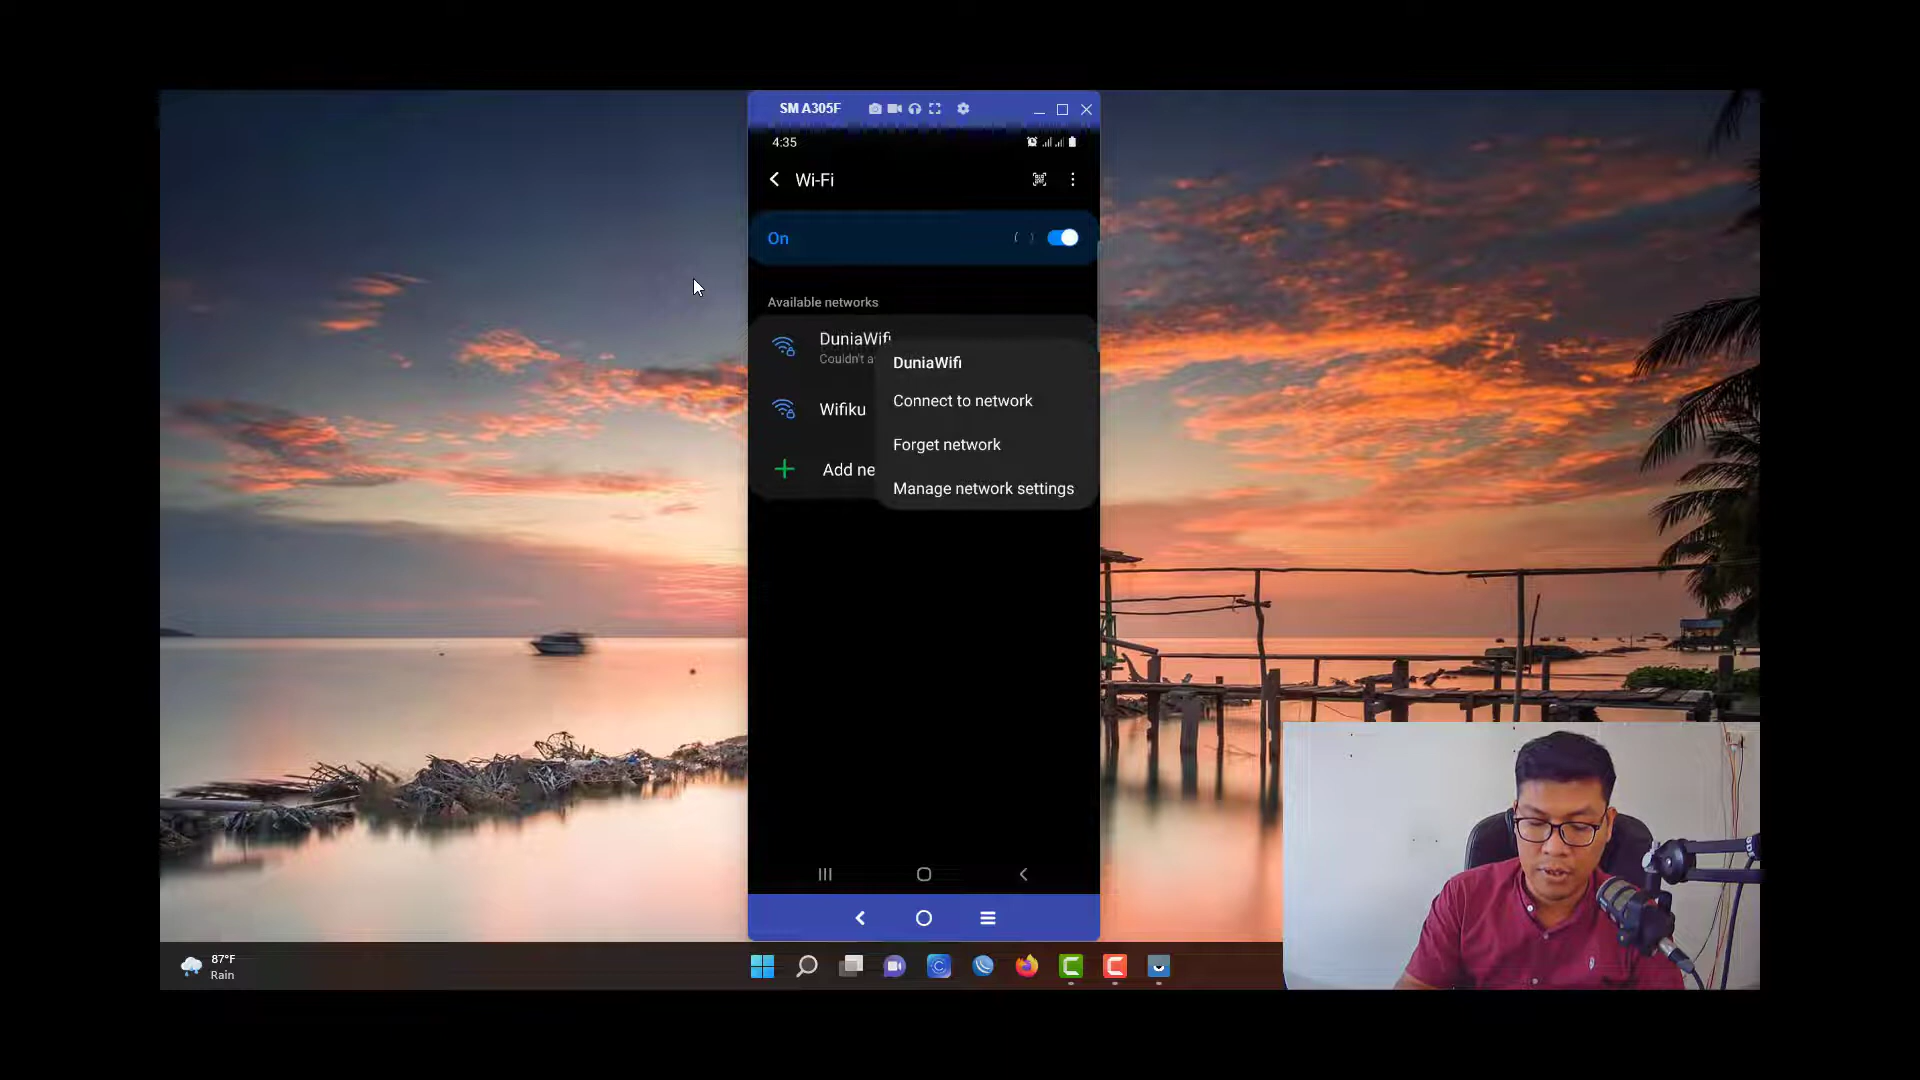 SM A305F
4:35
Wi-Fi
On
Available networks
DuniaWifi
Couldn't a
DuniaWifi
Connect to network
Wifiku
Forget network
Add ne
Manage network settings
87°F
Rain